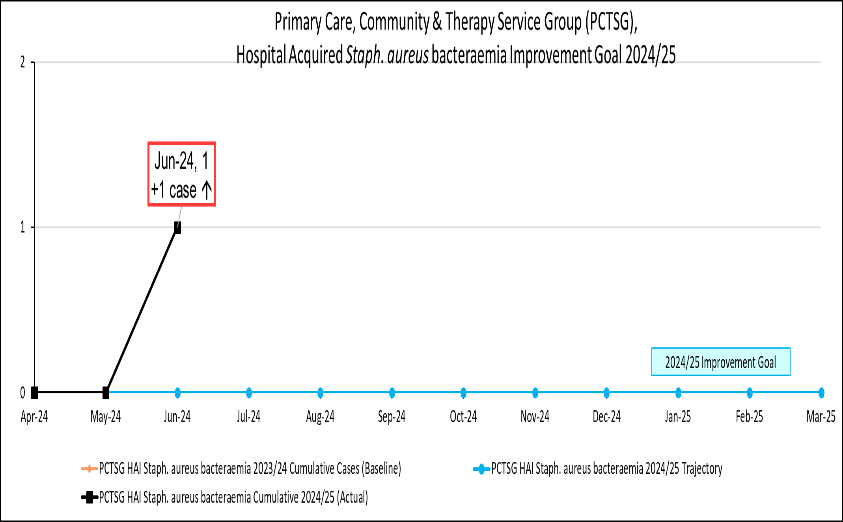 Primary Care, Community & Therapy Service Group (PCTSG),
Hospital Acquired Staph. aureus bacteraemia Improvement Goal 2024/25
2
Jun-24, 1
+1 case ↑
1
2024/25 Improvement Goal
0
Apr-24 May-24 Jun-24 Jul-24 Aug-24 Sep-24 Oct-24 Nov-24 Dec-24 Jan-25 Feb-25 Mar-25
PCTSG HAI Staph. aureus bacteraemia 2023/24 Cumulative Cases (Baseline) PCTSG HAI Staph. aureus bacteraemia 2024/25 Trajectory
PCTSG HAI Staph. aureus bacteraemia Cumulative 2024/25 (Actual)